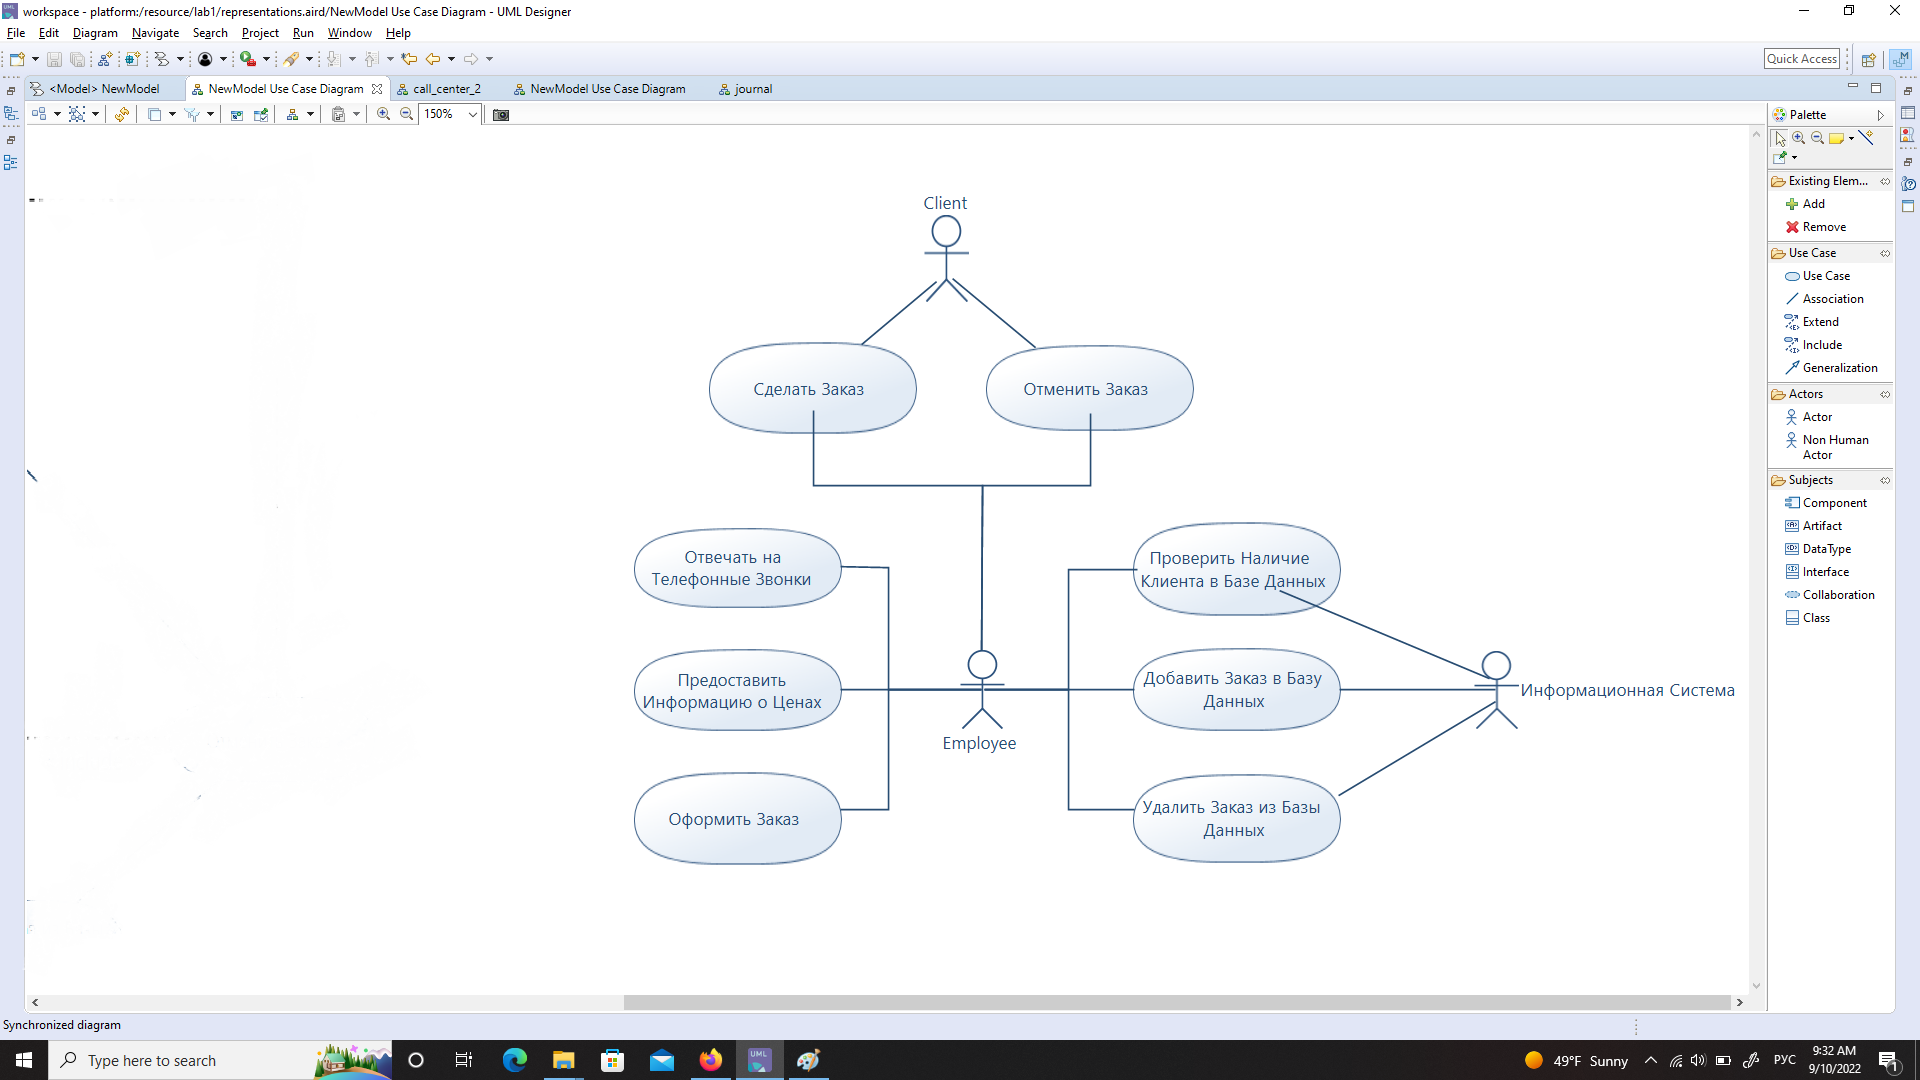 workspace - platform:/resource/lab1/representations.aird/NewModel Use Case Diagram - UML Designer
File Edit Diagram Navigate Search Project Run Window Help
Quick Access
<Model> NewModel
NewModel Use Case Diagram
call_center_2
NewModel Use Case Diagram
journal
150%
Client
Сделать Заказ
Отменить Заказ
Отвечать на
Телефонные Звонки
Проверить Наличие
Клиента в Базе Данных
Предоставить
Информацию о Ценах
Добавить Заказ в Базу
Данных
Информационная Система
Employee
Оформить Заказ
Удалить Заказ из Базы
Данных
Palette
Existing Elem...
Add
Remove
Use Case
Use Case
Association
Extend
Include
Generalization
Actors
Actor
Non Human
Actor
Subjects
Component
Artifact
DataType
Interface
Collaboration
Class
Synchronized diagram
Type here to search
UML
49°F Sunny
РУС
9:32 AM
9/10/2022
1